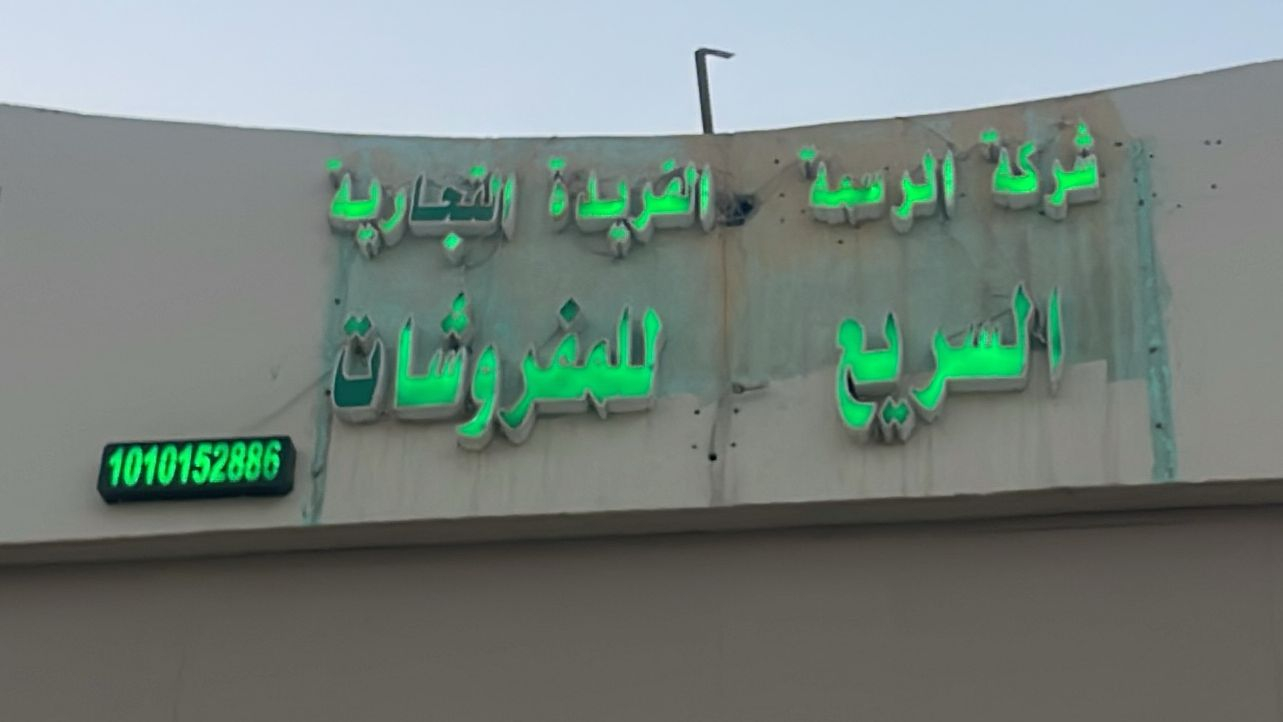 شركة الرسمة الفريدة التجارية
السريع للمفروشات
1010152886